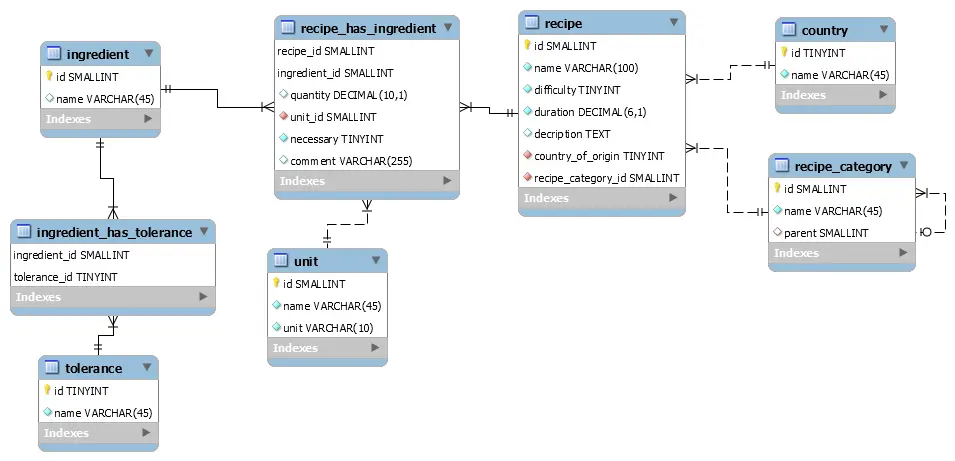 ingredient
id SMALLINT
name VARCHAR(45)
Indexes
recipe_has_ingredient
recipe_id SMALLINT
ingredient_id SMALLINT
quantity DECIMAL(10,1)
unit_id SMALLINT
necessary TINYINT
comment VARCHAR(255)
Indexes
recipe
id SMALLINT
name VARCHAR(100)
difficulty TINYINT
duration DECIMAL(6,1)
decription TEXT
country_of_origin TINYINT
recipe_category_id SMALLINT
Indexes
country
id TINYINT
name VARCHAR(45)
Indexes
recipe_category
id SMALLINT
name VARCHAR(45)
parent SMALLINT
Indexes
ingredient_has_tolerance
ingredient_id SMALLINT
tolerance_id TINYINT
Indexes
unit
id SMALLINT
name VARCHAR(45)
unit VARCHAR(10)
Indexes
tolerance
id TINYINT
name VARCHAR(45)
Indexes